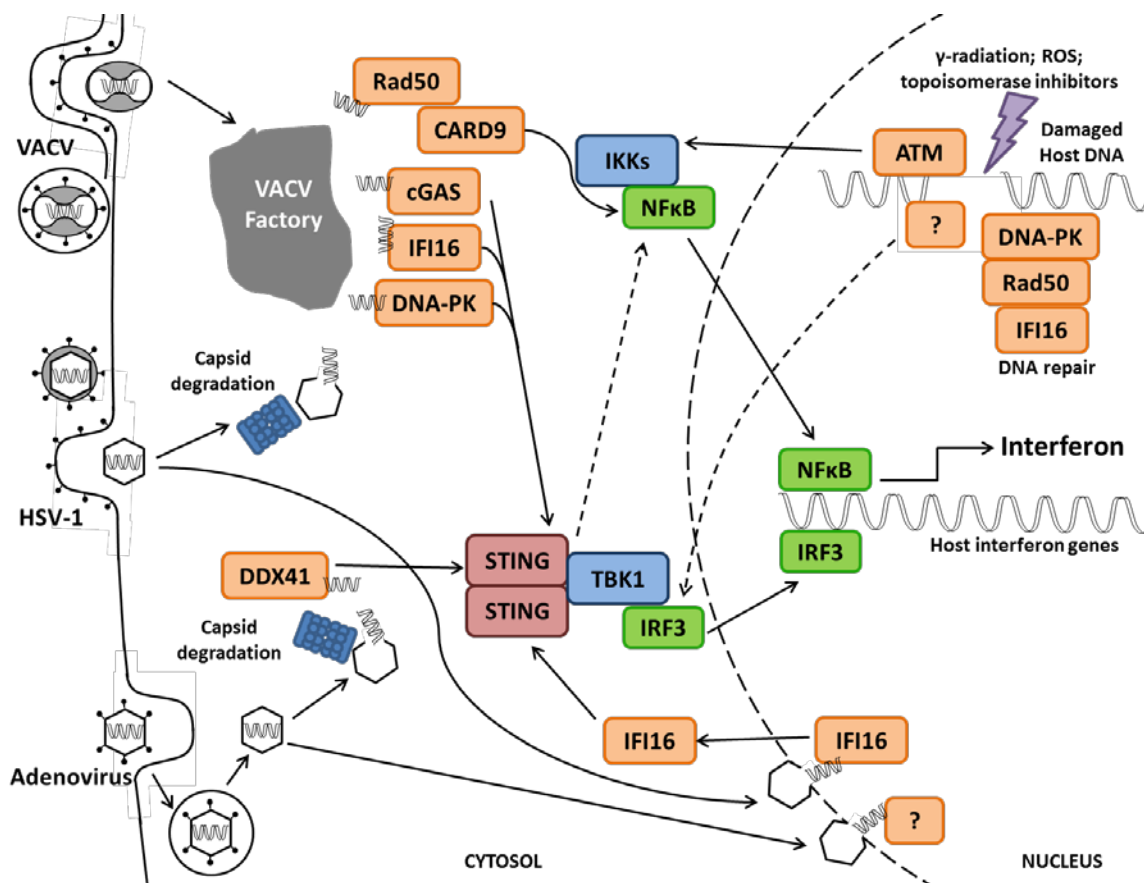 γ-radiation; ROS;
topoisomerase inhibitors
Damaged
Host DNA
Rad50
CARD9
VACV
VACV
Factory
cGAS
IFI16
DNA-PK
IKKs
NFκB
ATM
?
DNA-PK
Rad50
IFI16
DNA repair
Capsid
degradation
HSV-1
NFκB
Interferon
Host interferon genes
IRF3
DDX41
STING
STING
TBK1
IRF3
Capsid
degradation
IFI16
IFI16
Adenovirus
?
CYTOSOL
NUCLEUS